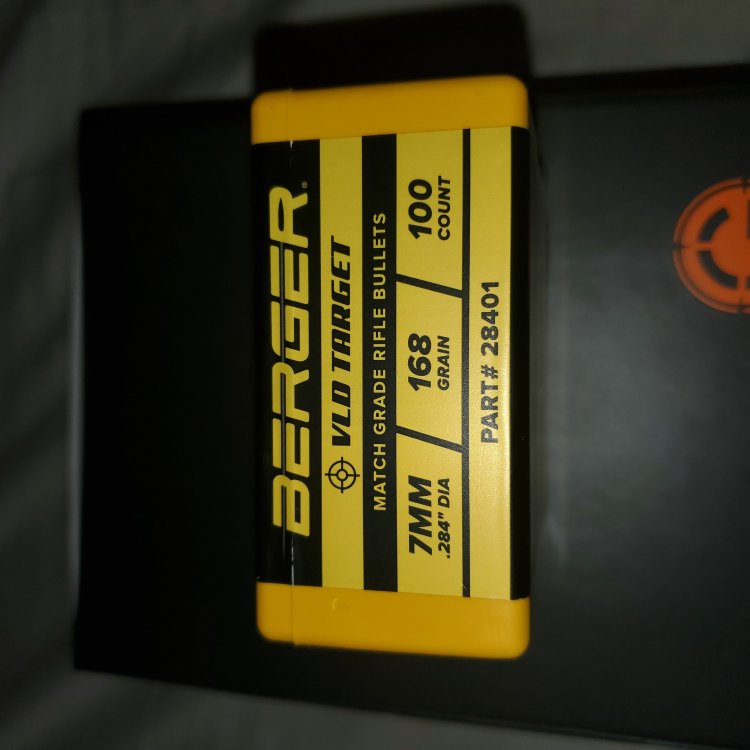 BERGER®
VLD TARGET
MATCH GRADE RIFLE BULLETS
7MM 168 100
.284" DIA GRAIN COUNT
PART# 28401